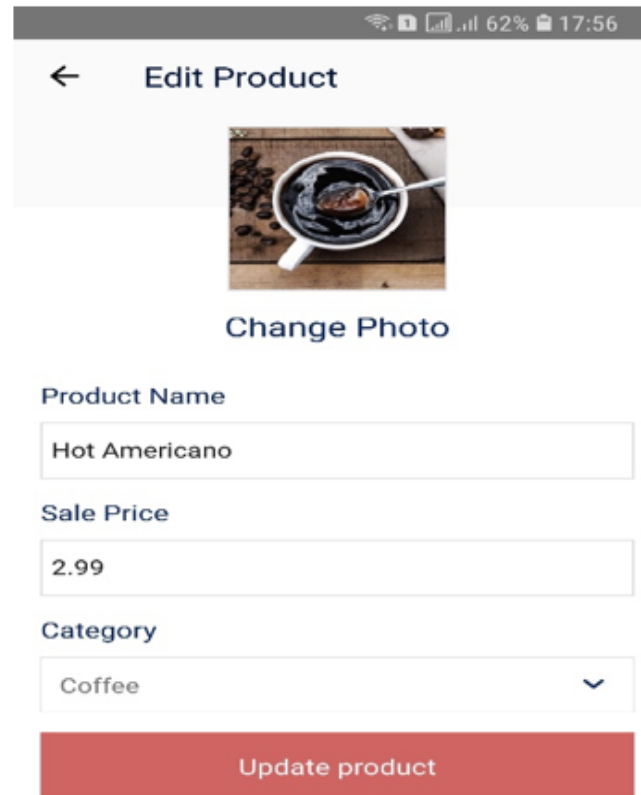 1 62% 17:56
Edit Product
Change Photo
Product Name
Hot Americano
Sale Price
2.99
Category
Coffee
Update product